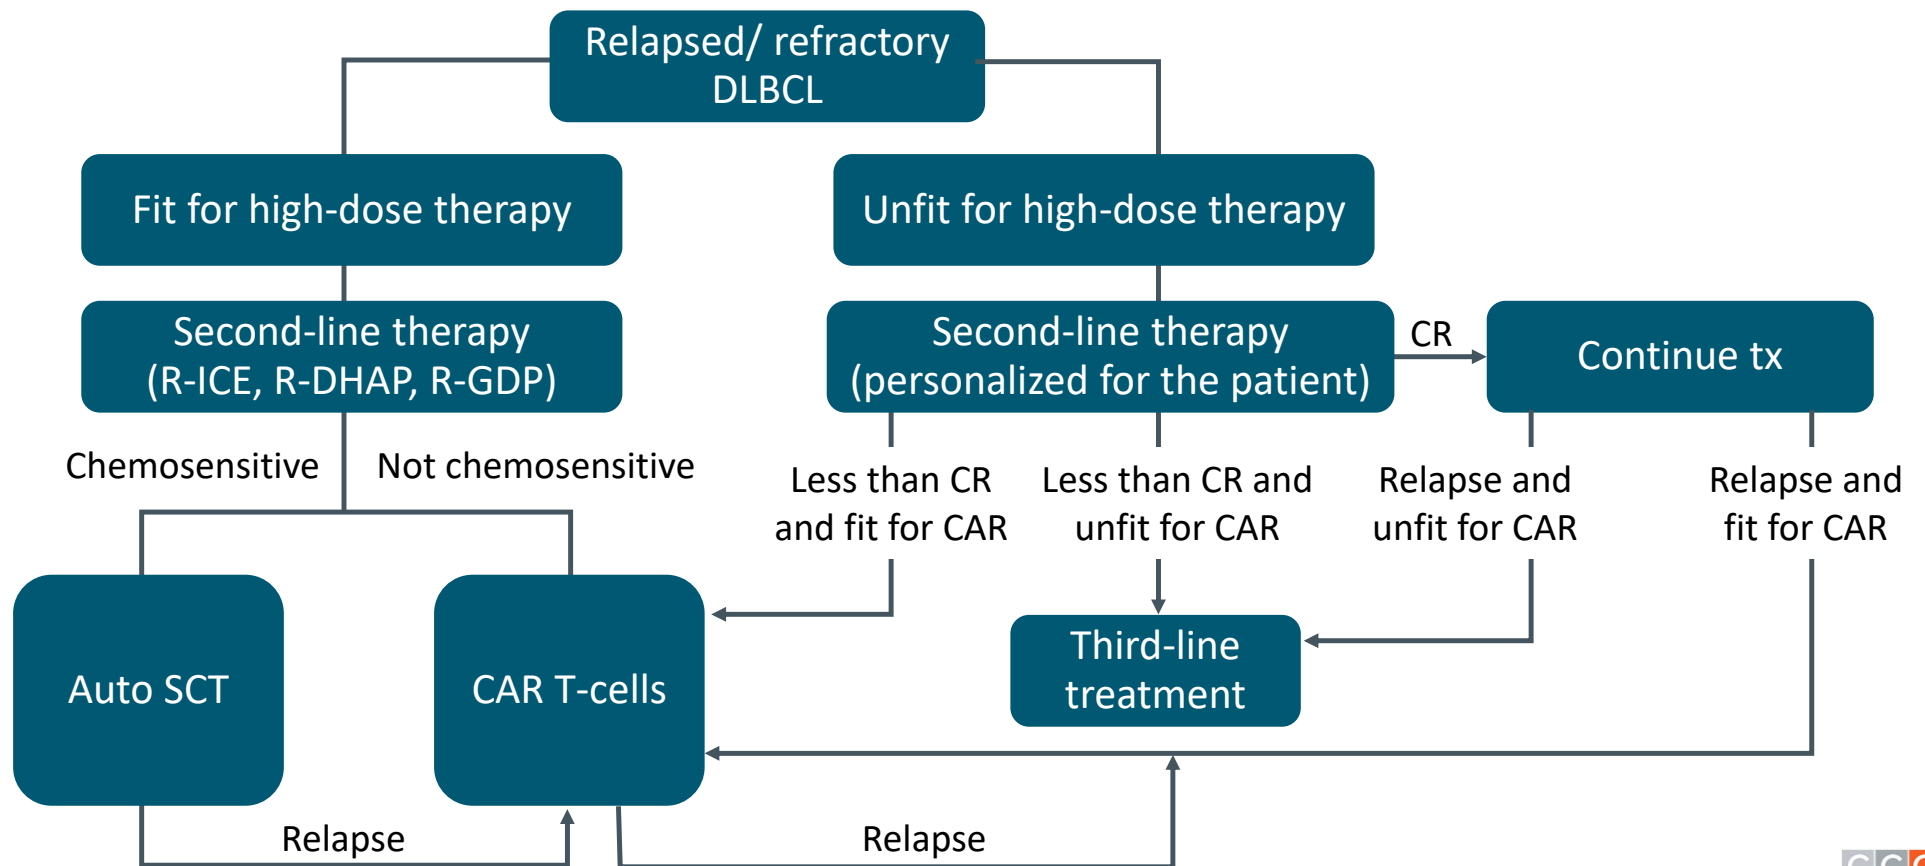 Relapsed/ refractory
DLBCL
Fit for high-dose therapy
Unfit for high-dose therapy
Second-line therapy
(R-ICE, R-DHAP, R-GDP)
Second-line therapy
(personalized for the patient)
CR
Continue tx
Chemosensitive
Not chemosensitive
Less than CR
and fit for CAR
Less than CR and
unfit for CAR
Relapse and
unfit for CAR
Relapse and
fit for CAR
Auto SCT
CAR T-cells
Third-line
treatment
Relapse
Relapse